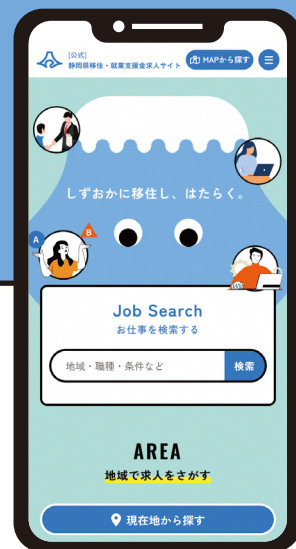 [公式]
静岡県移住・就業支援金求人サイト
MAPから探す
しずおかに移住し、はたらく。
A
B
Job Search
お仕事を検索する
地域・職種・条件など
検索
AREA
地域で求人をさがす
現在地から探す